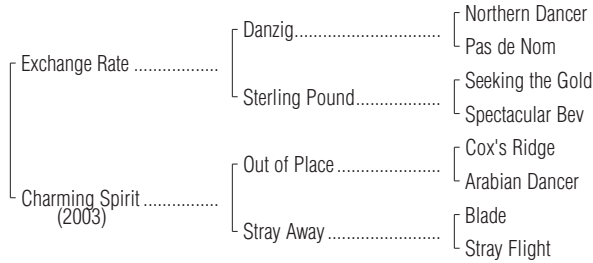 Northern Dancer
Danzig..................................
Pas de Nom
Exchange Rate ...................
Seeking the Gold
Sterling Pound...................
Spectacular Bev
Cox's Ridge
Out of Place .......................
Arabian Dancer
Charming Spirit .................
(2003)
Blade
Stray Away .........................
Stray Flight